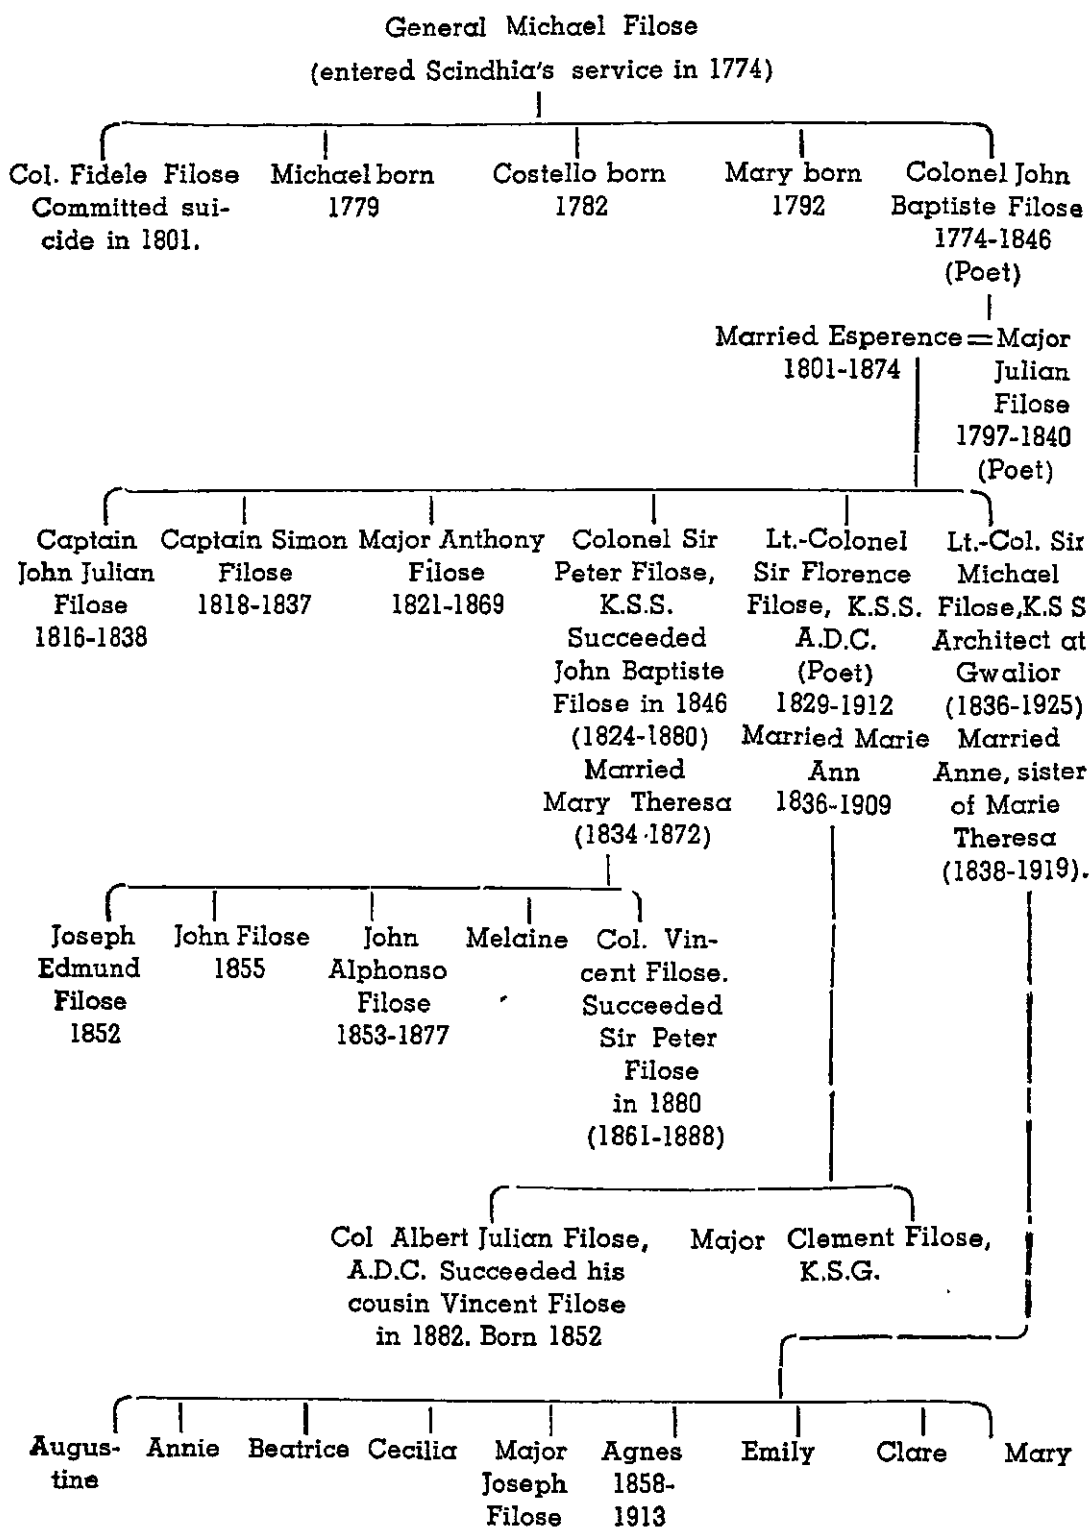 General Michael Filose
(entered Scindhia's service in 1774)
Col. Fidele Filose
Committed sui-
cide in 1801.
Michael born
1779
Costello born
1782
Mary born
1792
Colonel John
Baptiste Filose
1774-1846
(Poet)
Married Esperence = Major
1801-1874
Julian
Filose
1797-1840
(Poet)
Captain
John Julian
Filose
1816-1838
Captain Simon
Filose
1818-1837
Major Anthony
Filose
1821-1869
Colonel Sir
Peter Filose,
K.S.S.
Succeeded
John Baptiste
Filose in 1846
(1824-1880)
Married
Mary Theresa
(1834-1872)
Lt.-Colonel
Sir Florence
Filose, K.S.S.
A.D.C.
(Poet)
1829-1912
Married Marie
Ann
1836-1909
Lt.-Col. Sir
Michael
Filose,K.S S
Architect at
Gwalior
(1836-1925)
Married
Anne, sister
of Marie
Theresa
(1838-1919).
Joseph
Edmund
Filose
1852
John Filose
1855
John
Alphonso
Filose
1853-1877
Melaine
Col. Vin-
cent Filose.
Succeeded
Sir Peter
Filose
in 1880
(1861-1888)
Col Albert Julian Filose,
A.D.C. Succeeded his
cousin Vincent Filose
in 1882. Born 1852
Major Clement Filose,
K.S.G.
Augus-
tine
Annie
Beatrice
Cecilia
Major
Joseph
Filose
Agnes
1858-
1913
Emily
Clare
Mary